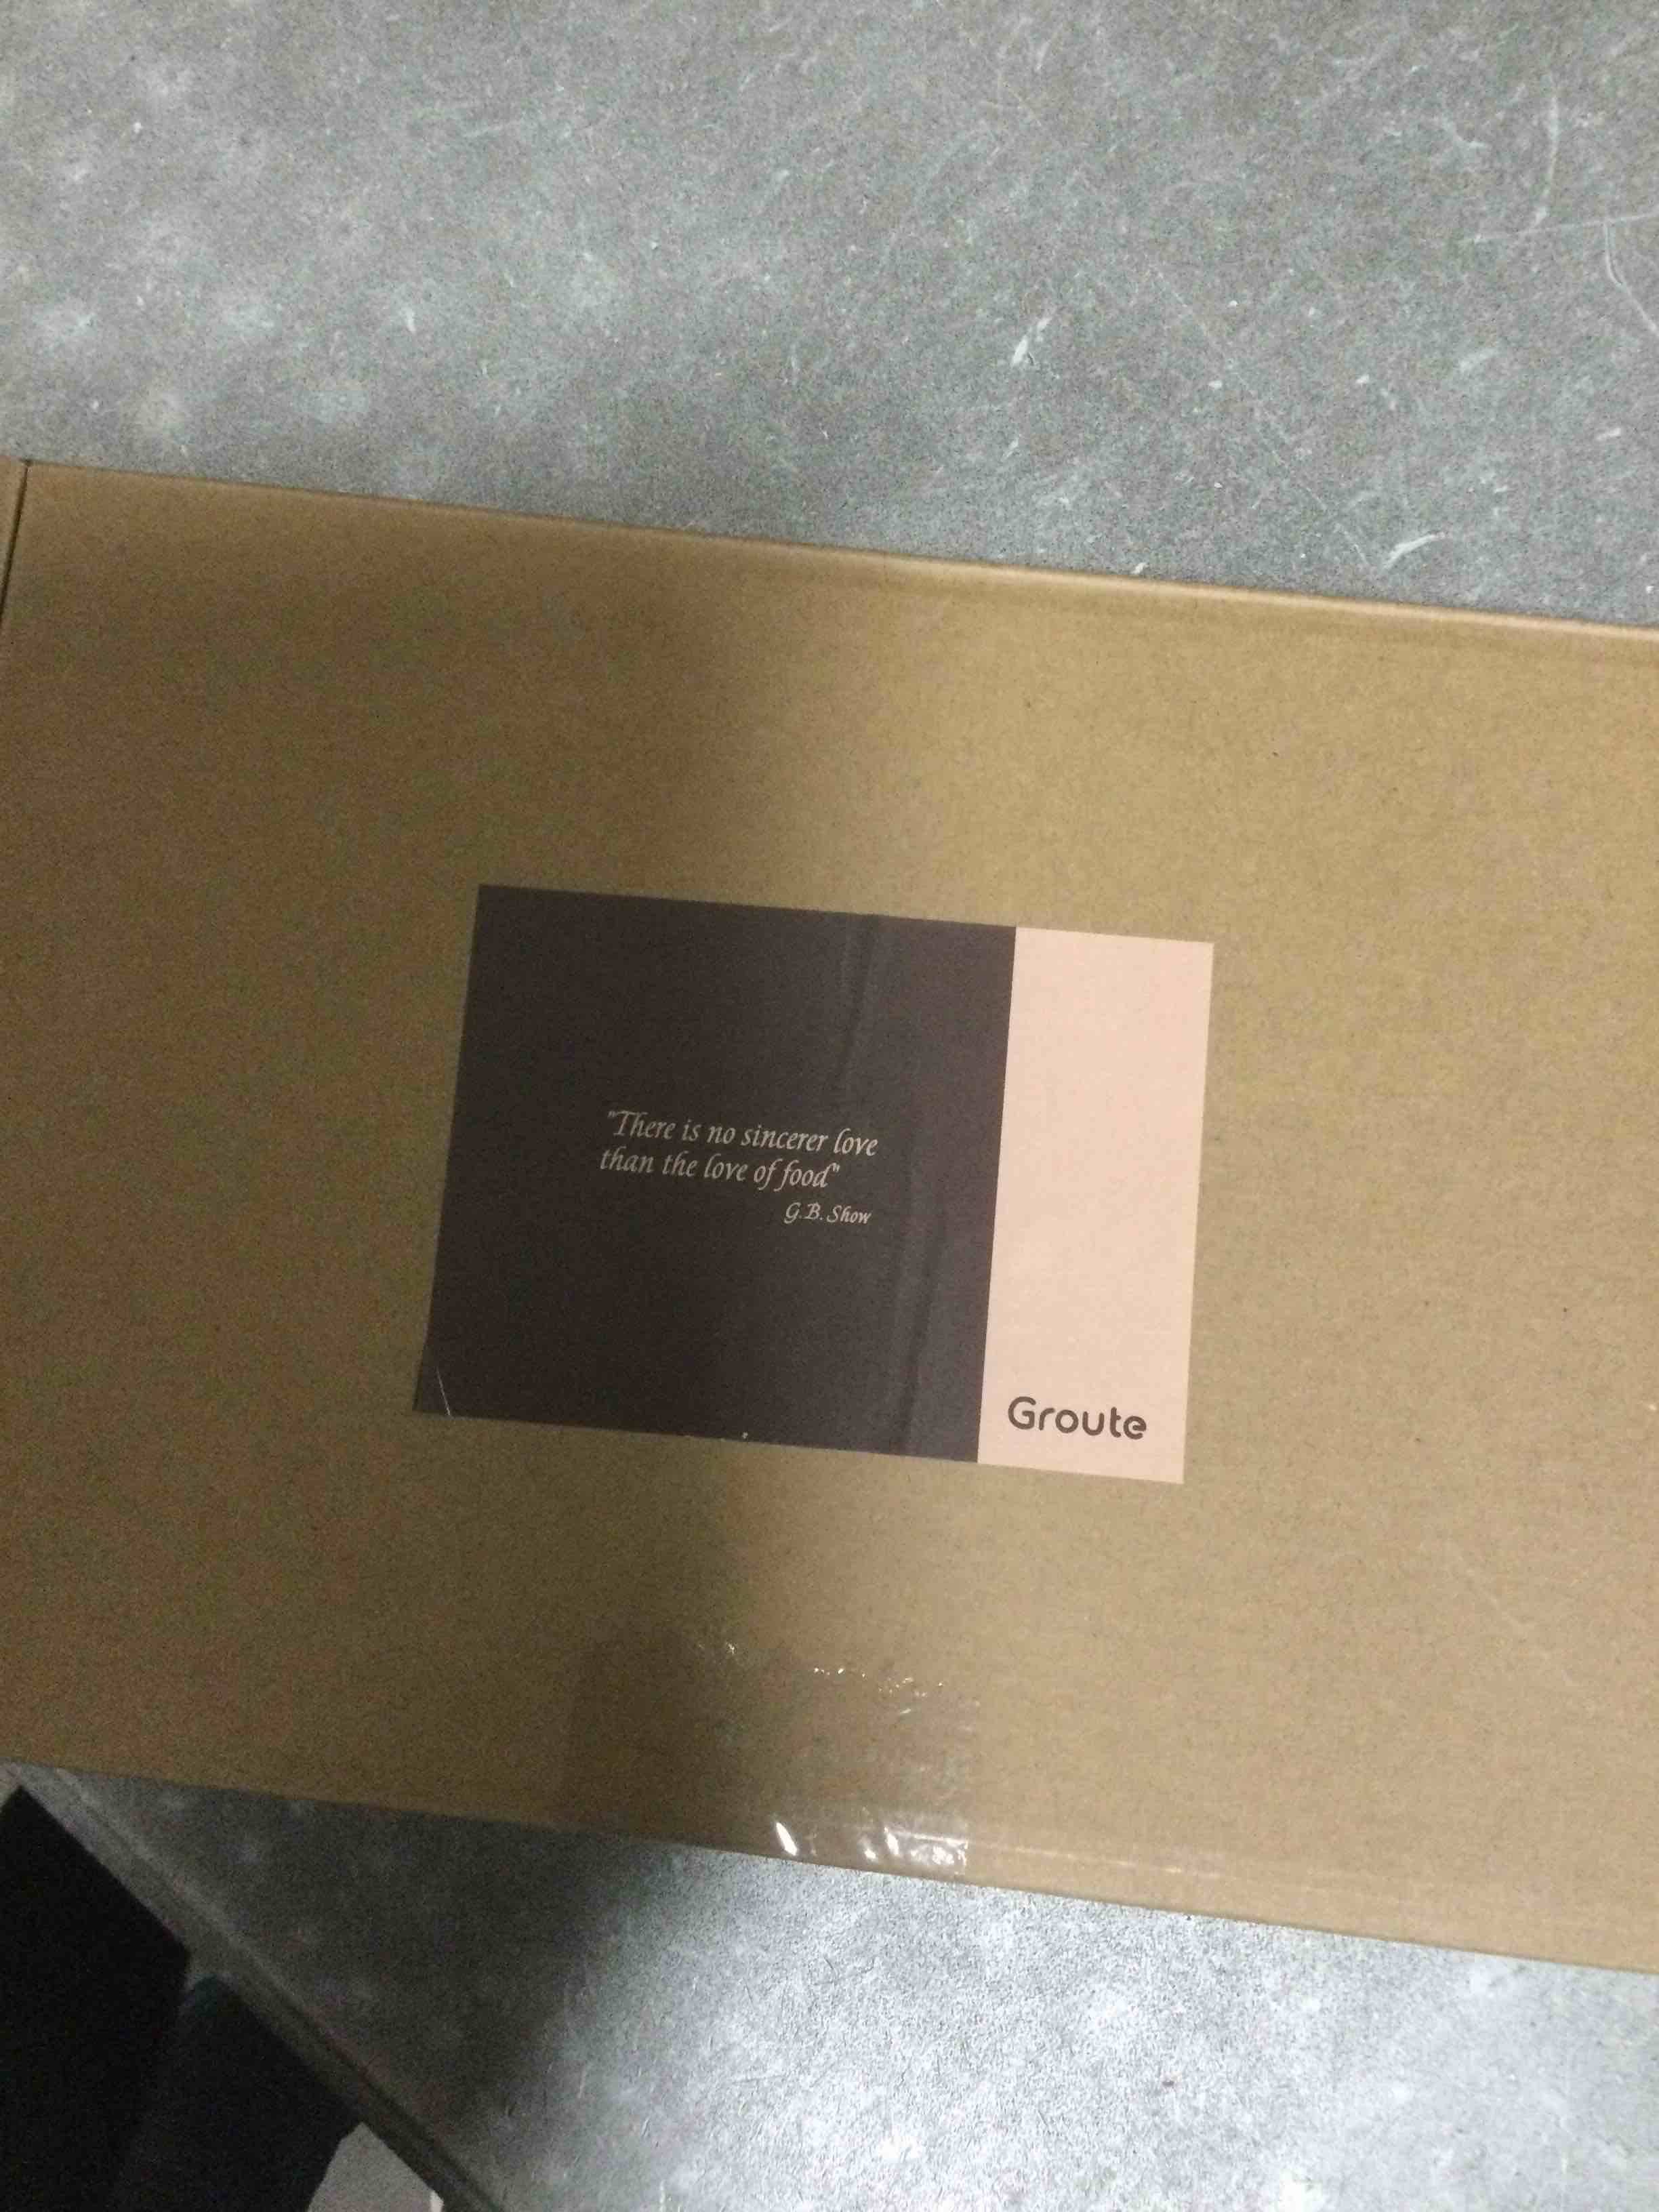 "There is no sincerer love
than the love of food"
G.B. Show
Groute